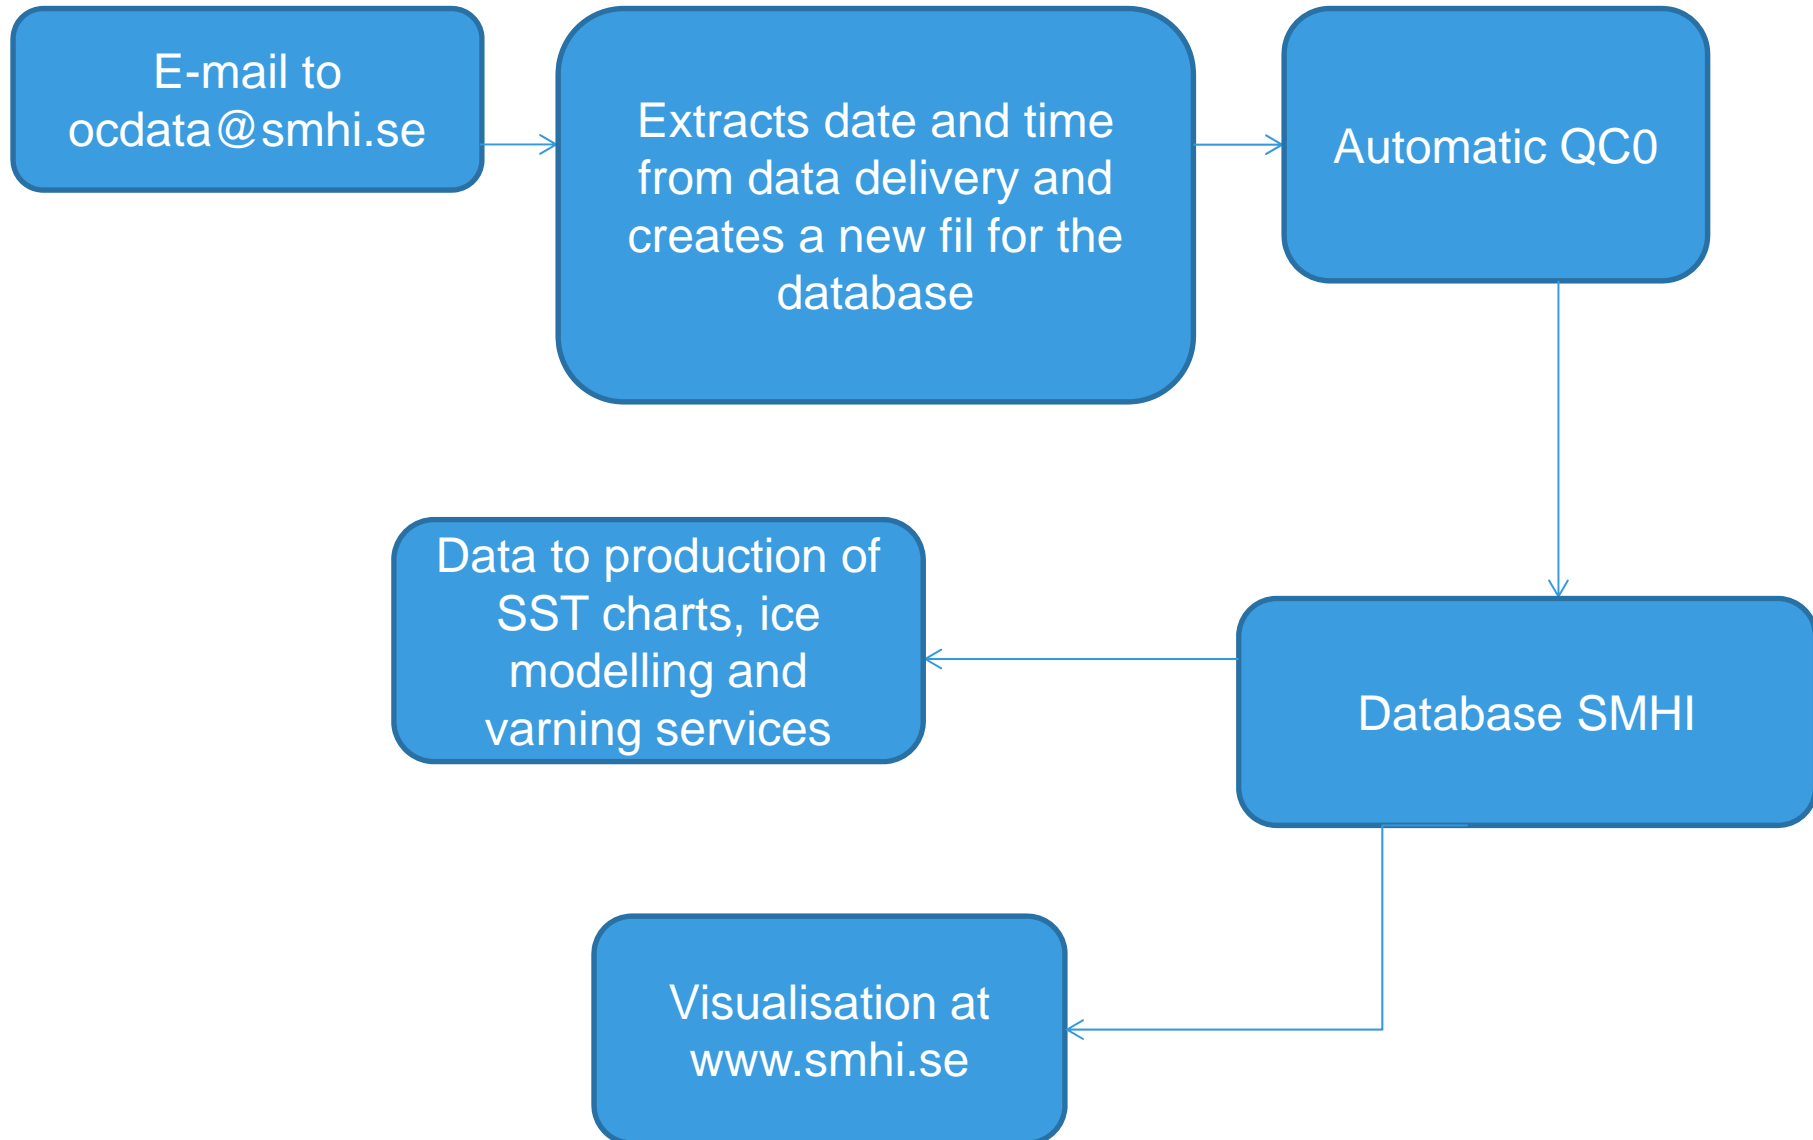 E-mail to
ocdata@smhi.se
Extracts date and time
from data delivery and
creates a new fil for the
database
Automatic QC0
Data to production of
SST charts, ice
modelling and
varning services
Database SMHI
Visualisation at
www.smhi.se